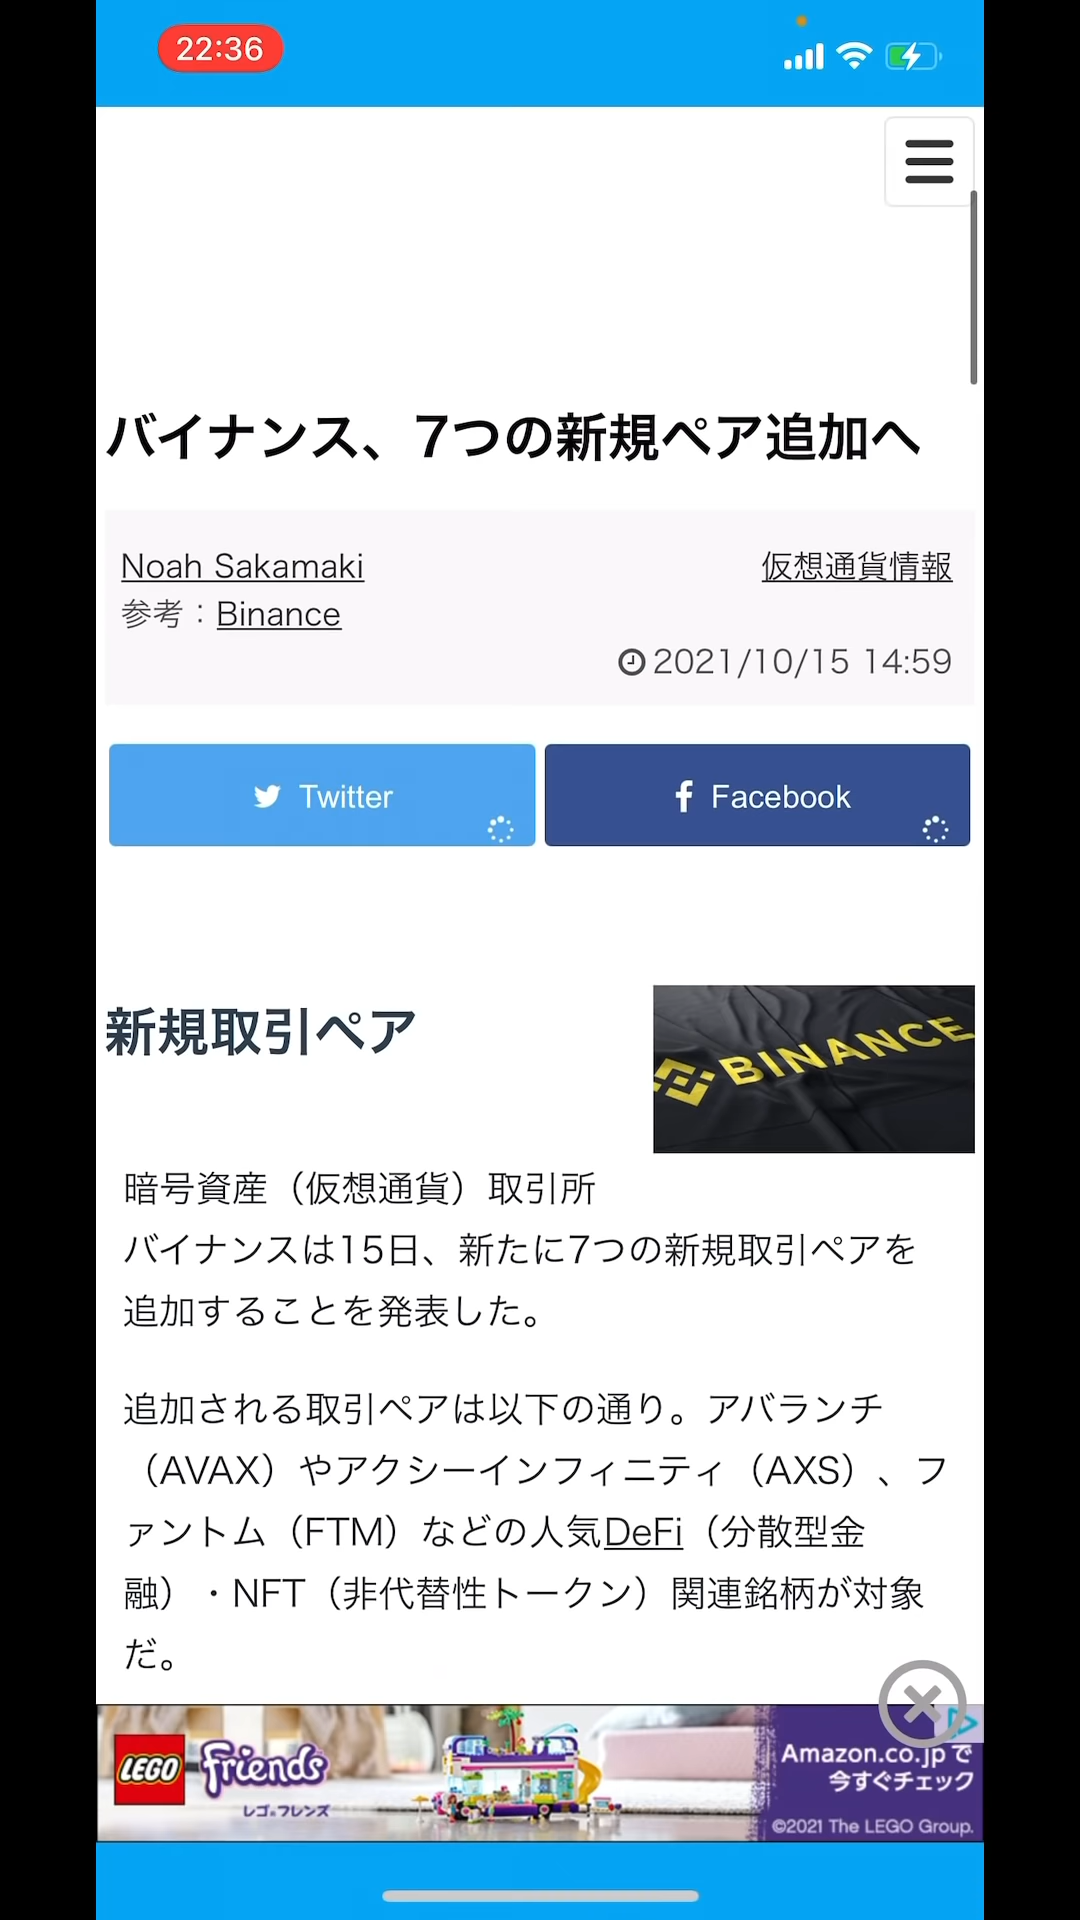 22:36
バイナンス、7つの新規ペア追加へ
Noah Sakamaki
仮想通貨情報
参考：Binance
2021/10/15 14:59
Twitter
Facebook
新規取引ペア
BINANCE
暗号資産（仮想通貨）取引所
バイナンスは15日、新たに7つの新規取引ペアを
追加することを発表した。
追加される取引ペアは以下の通り。アバランチ
（AVAX）やアクシーインフィニティ（AXS）、フ
ァントム（FTM）などの人気DeFi（分散型金
融）・NFT（非代替性トークン）関連銘柄が対象
だ。
LEGO
Friends
レゴ®フレンズ
Amazon.co.jpで
今すぐチェック
©2021 The LEGO Group.